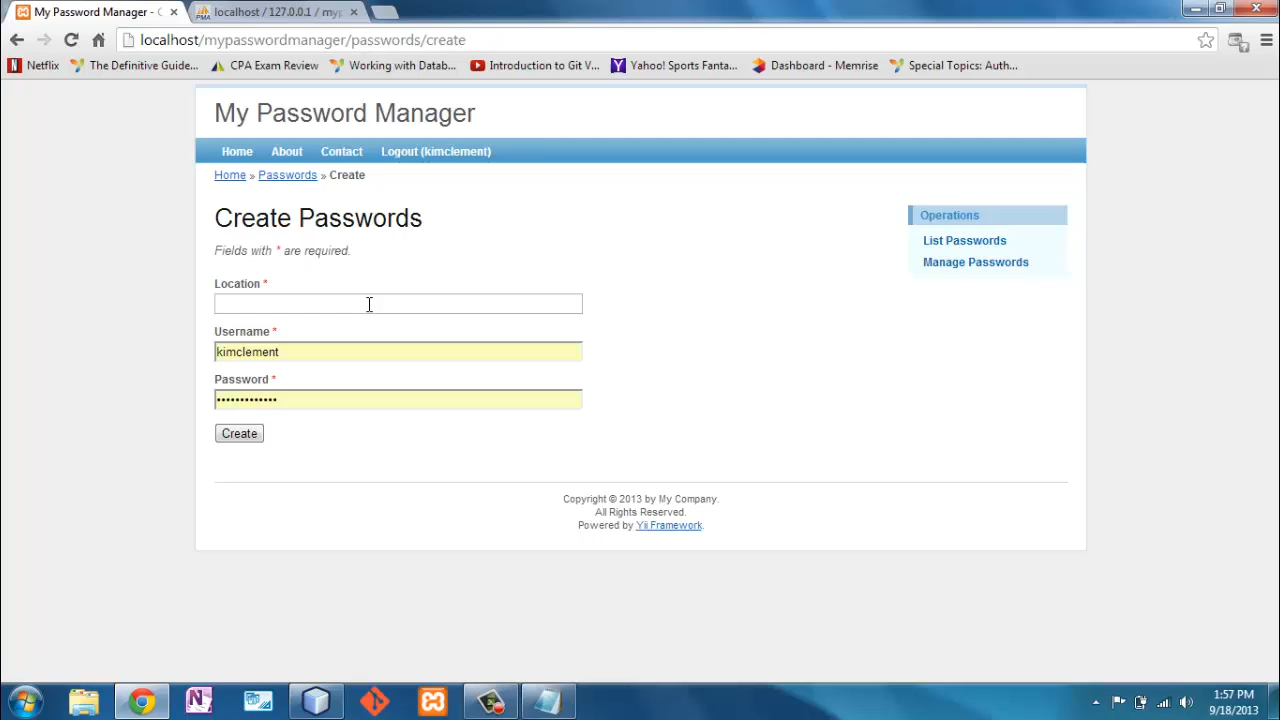 My Password Manager - C
localhost / 127.0.0.1 / myp
localhost/mypasswordmanager/passwords/create
Netflix
The Definitive Guide...
CPA Exam Review
Working with Datab...
Introduction to Git V...
Yahoo! Sports Fanta...
Dashboard - Memrise
Special Topics: Auth...
My Password Manager
Home About Contact Logout (kimclement)
Home » Passwords » Create
Create Passwords
Fields with * are required.
Location *
Username *
kimclement
Password *
•••••••••••••
Create
Operations
List Passwords
Manage Passwords
Copyright © 2013 by My Company.
All Rights Reserved.
Powered by Yii Framework.
1:57 PM
9/18/2013